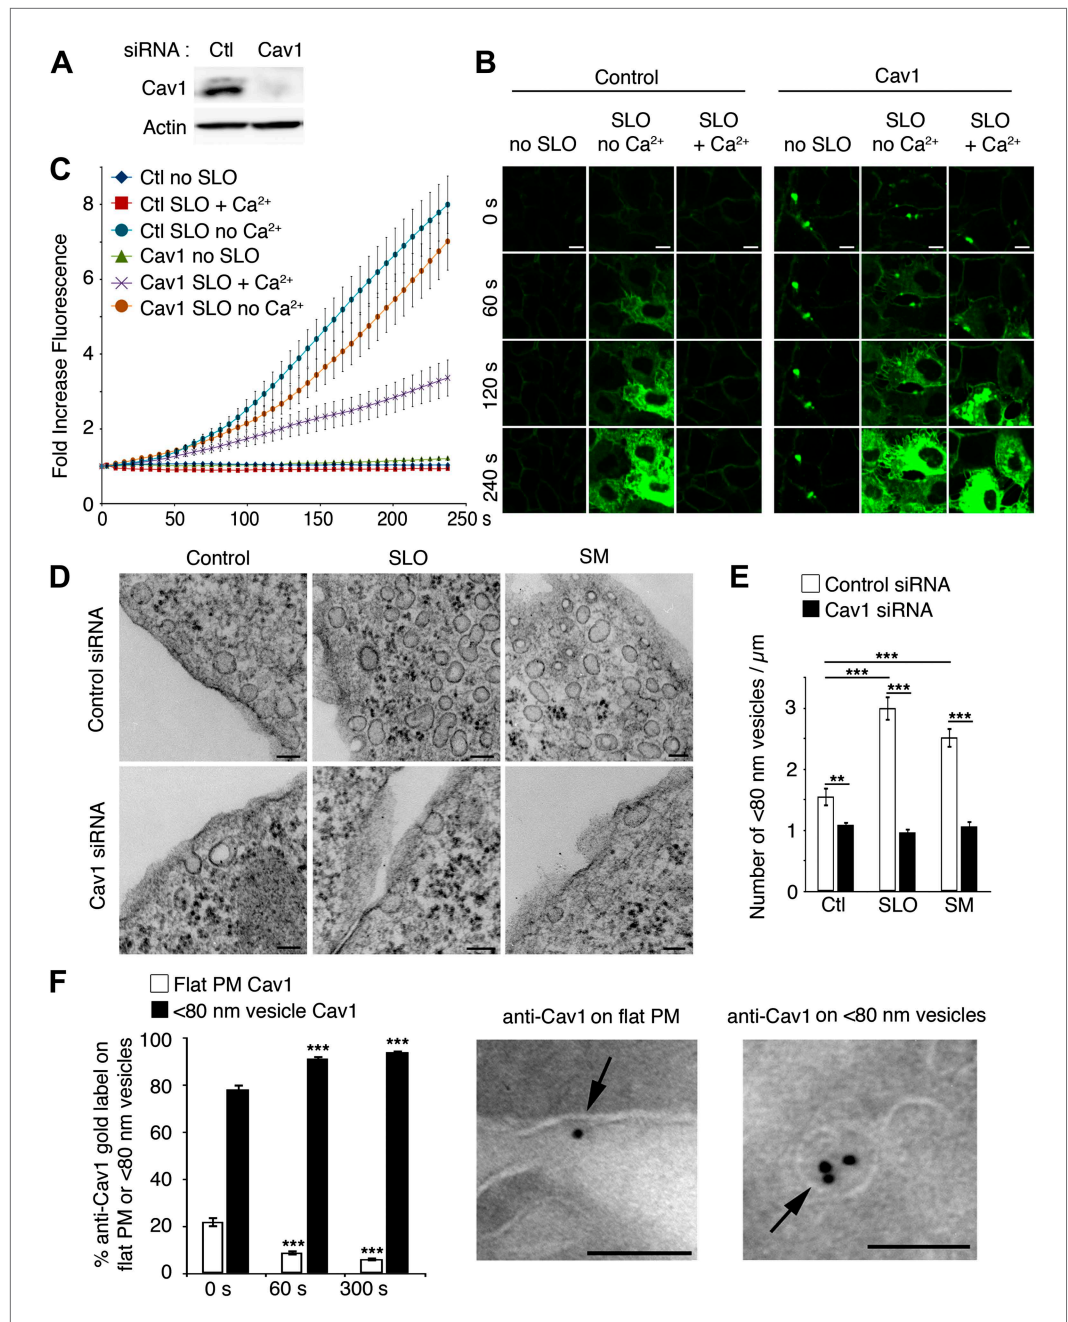 A
siRNA : Ctl Cav1
Cav1
Actin
B
Control Cav1
no SLO SLO no Ca²⁺ SLO + Ca²⁺ no SLO SLO no Ca²⁺ SLO + Ca²⁺
0 s
60 s
120 s
240 s
C
Fold Increase Fluorescence
8
6
4
2
0
Ctl no SLO
Ctl SLO + Ca²⁺
Ctl SLO no Ca²⁺
Cav1 no SLO
Cav1 SLO + Ca²⁺
Cav1 SLO no Ca²⁺
0 50 100 150 200 250 s
D
Control SLO SM
Control siRNA
Cav1 siRNA
E
Control siRNA
Cav1 siRNA
Number of <80 nm vesicles / µm
3
2
1
0
***
***
***
***
**
Ctl SLO SM
F
Flat PM Cav1
<80 nm vesicle Cav1
% anti-Cav1 gold label on
flat PM or <80 nm vesicles
100
80
60
40
20
0
*** ***
*** ***
0 s 60 s 300 s
anti-Cav1 on flat PM
anti-Cav1 on <80 nm vesicles